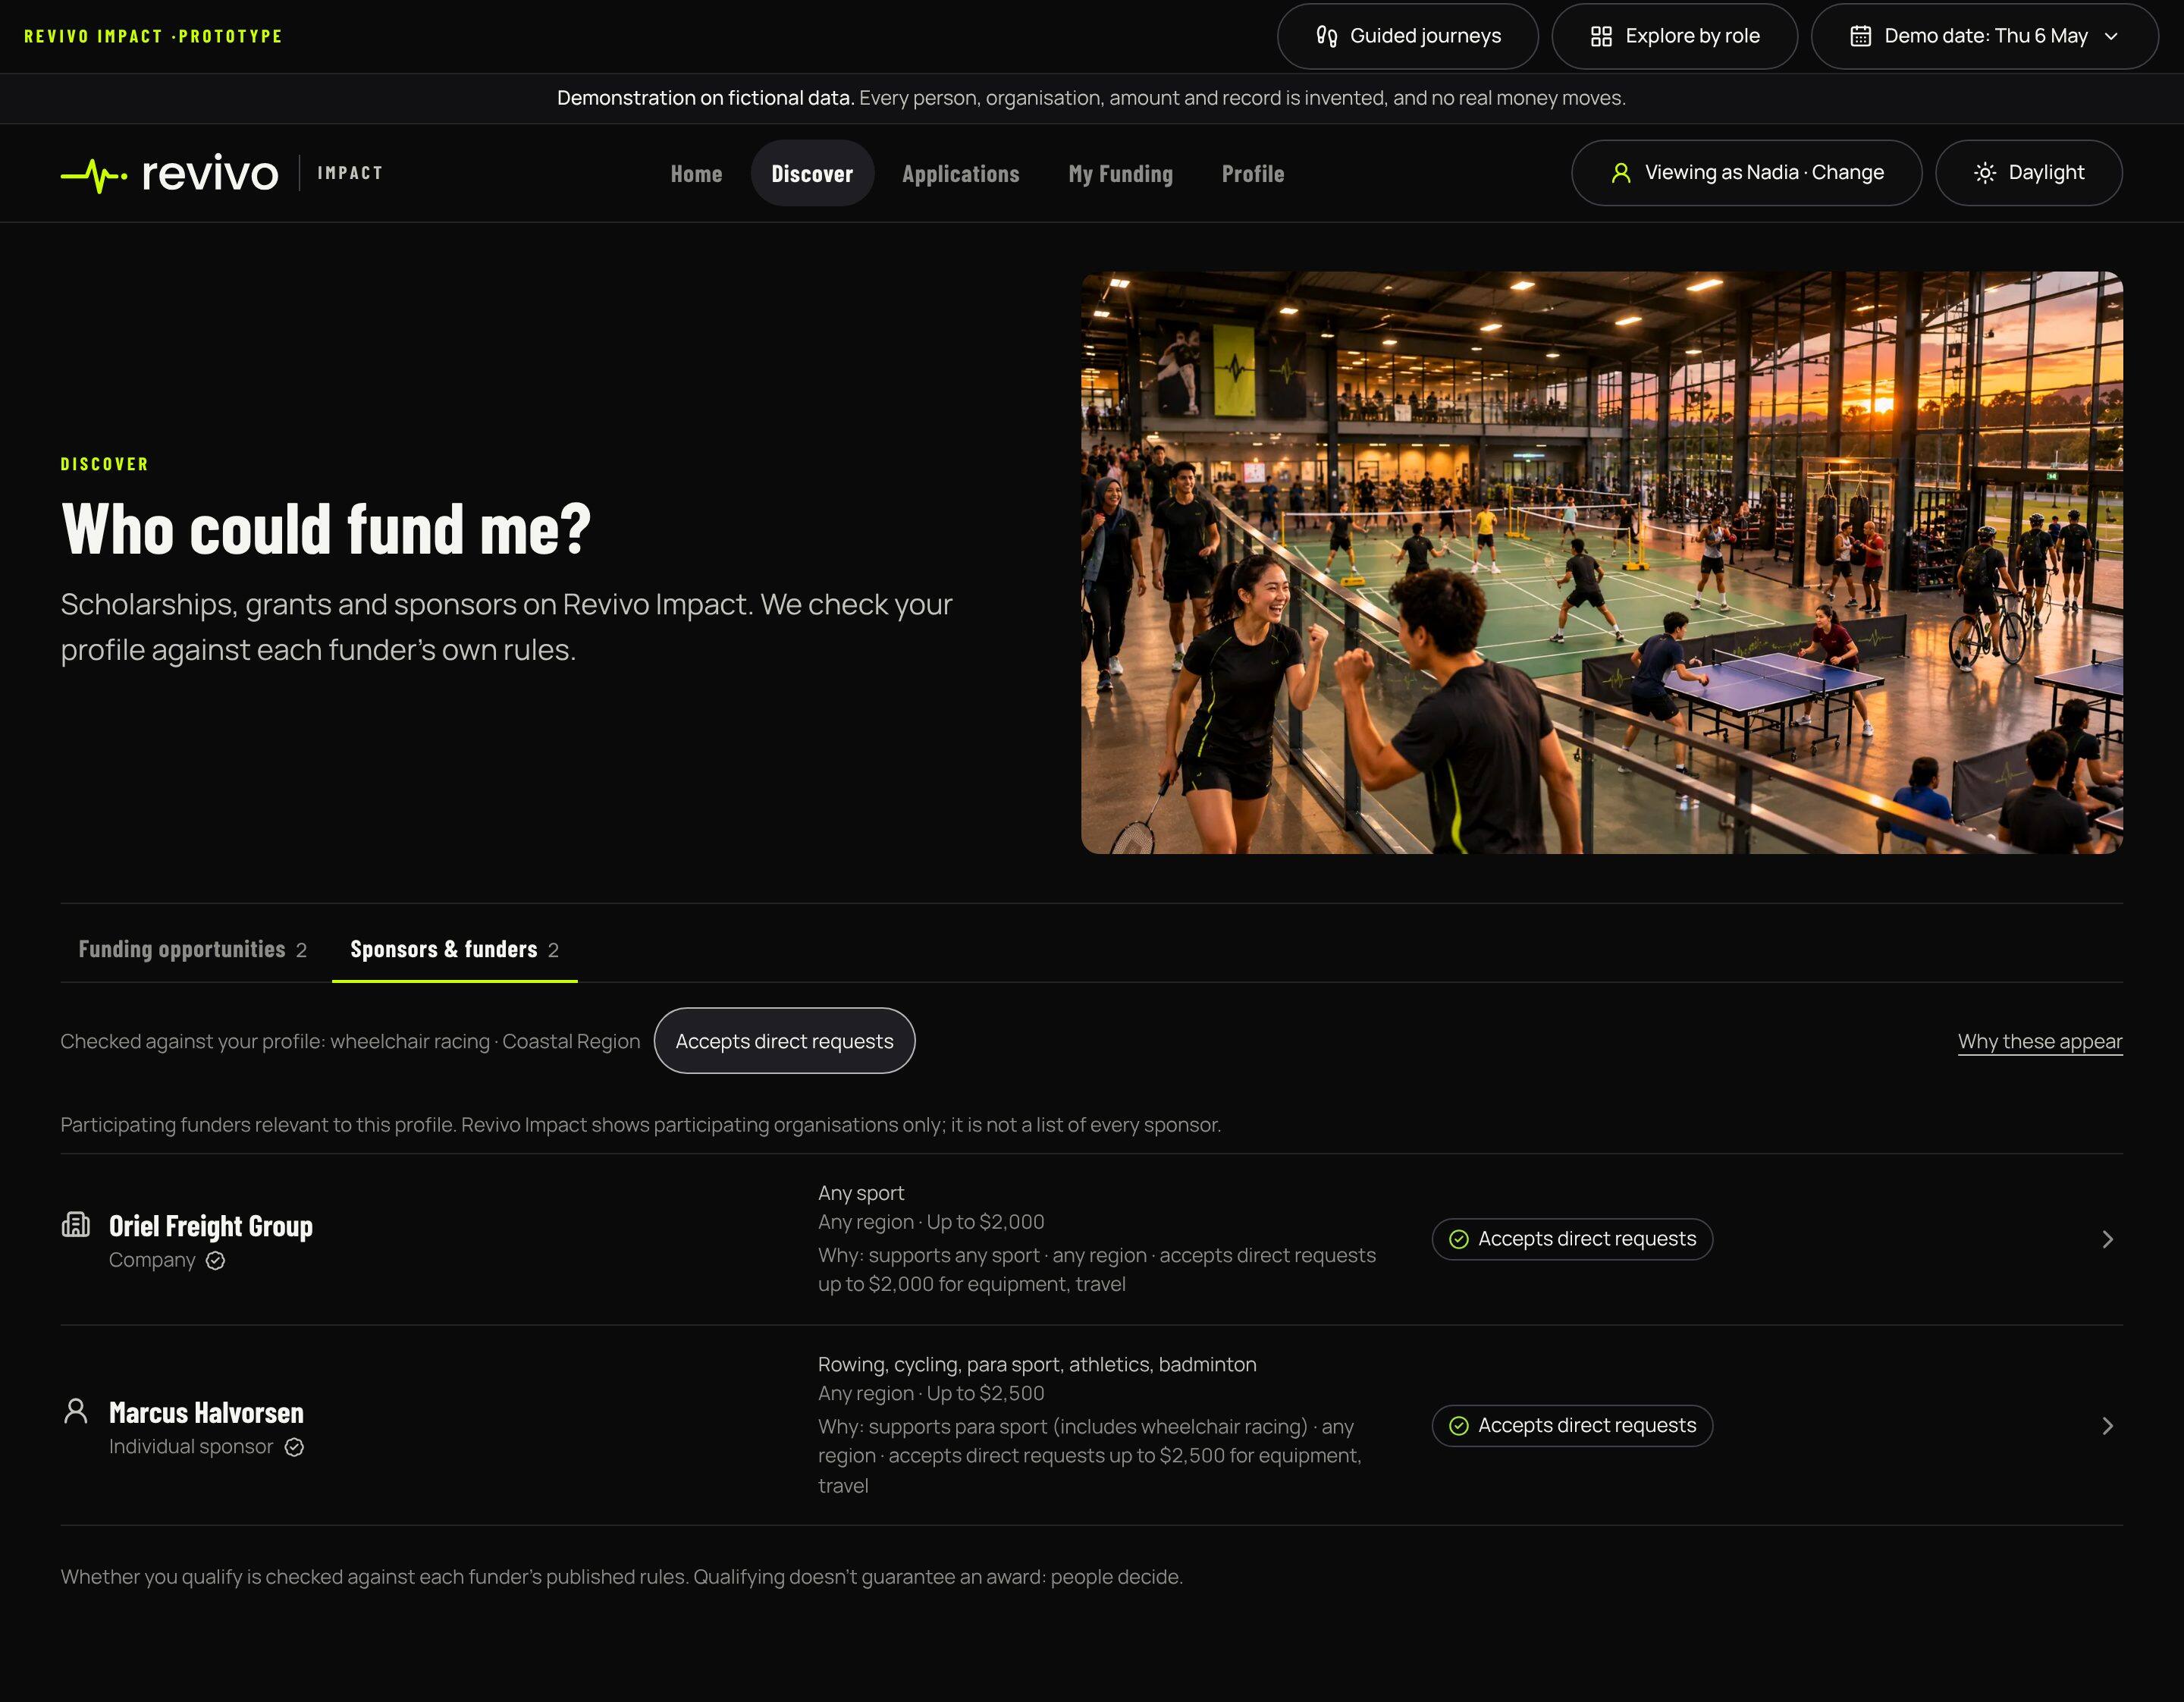 REVIVO IMPACT ·PROTOTYPE
Guided journeys
Explore by role
Demo date: Thu 6 May
Demonstration on fictional data. Every person, organisation, amount and record is invented, and no real money moves.
revivo
IMPACT
Home
Discover
Applications
My Funding
Profile
Viewing as Nadia · Change
Daylight
DISCOVER
Who could fund me?
Scholarships, grants and sponsors on Revivo Impact. We check your
profile against each funder’s own rules.
Funding opportunities 2
Sponsors & funders 2
Checked against your profile: wheelchair racing · Coastal Region
Accepts direct requests
Why these appear
Participating funders relevant to this profile. Revivo Impact shows participating organisations only; it is not a list of every sponsor.
Oriel Freight Group
Company
Any sport
Any region · Up to $2,000
Why: supports any sport · any region · accepts direct requests
up to $2,000 for equipment, travel
Accepts direct requests
Marcus Halvorsen
Individual sponsor
Rowing, cycling, para sport, athletics, badminton
Any region · Up to $2,500
Why: supports para sport (includes wheelchair racing) · any
region · accepts direct requests up to $2,500 for equipment,
travel
Accepts direct requests
Whether you qualify is checked against each funder’s published rules. Qualifying doesn’t guarantee an award: people decide.